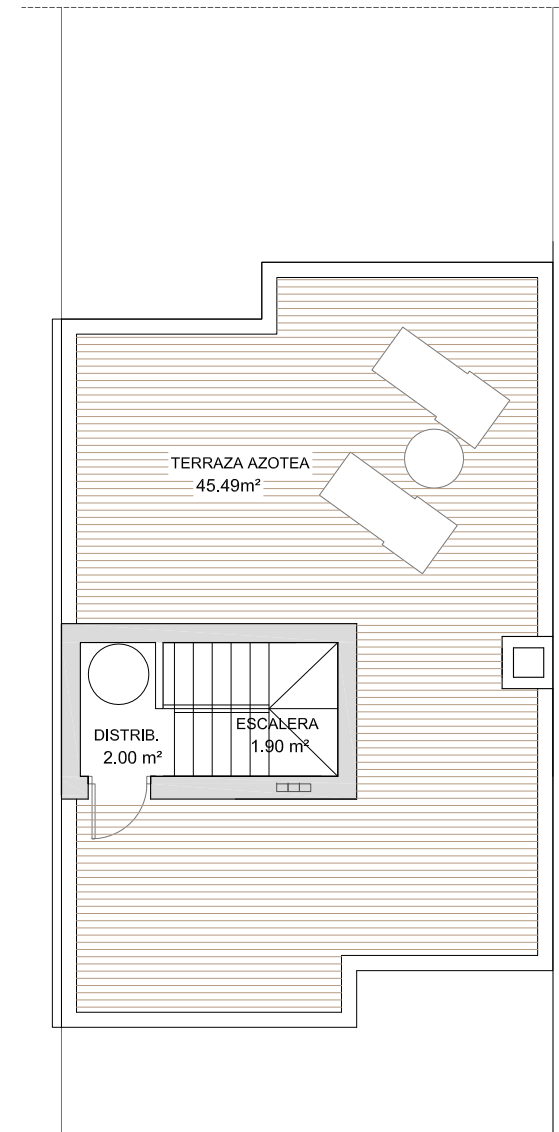 TERRAZA AZOTEA
45.49m²
DISTRIB.
2.00 m²
ESCALERA
1.90 m²